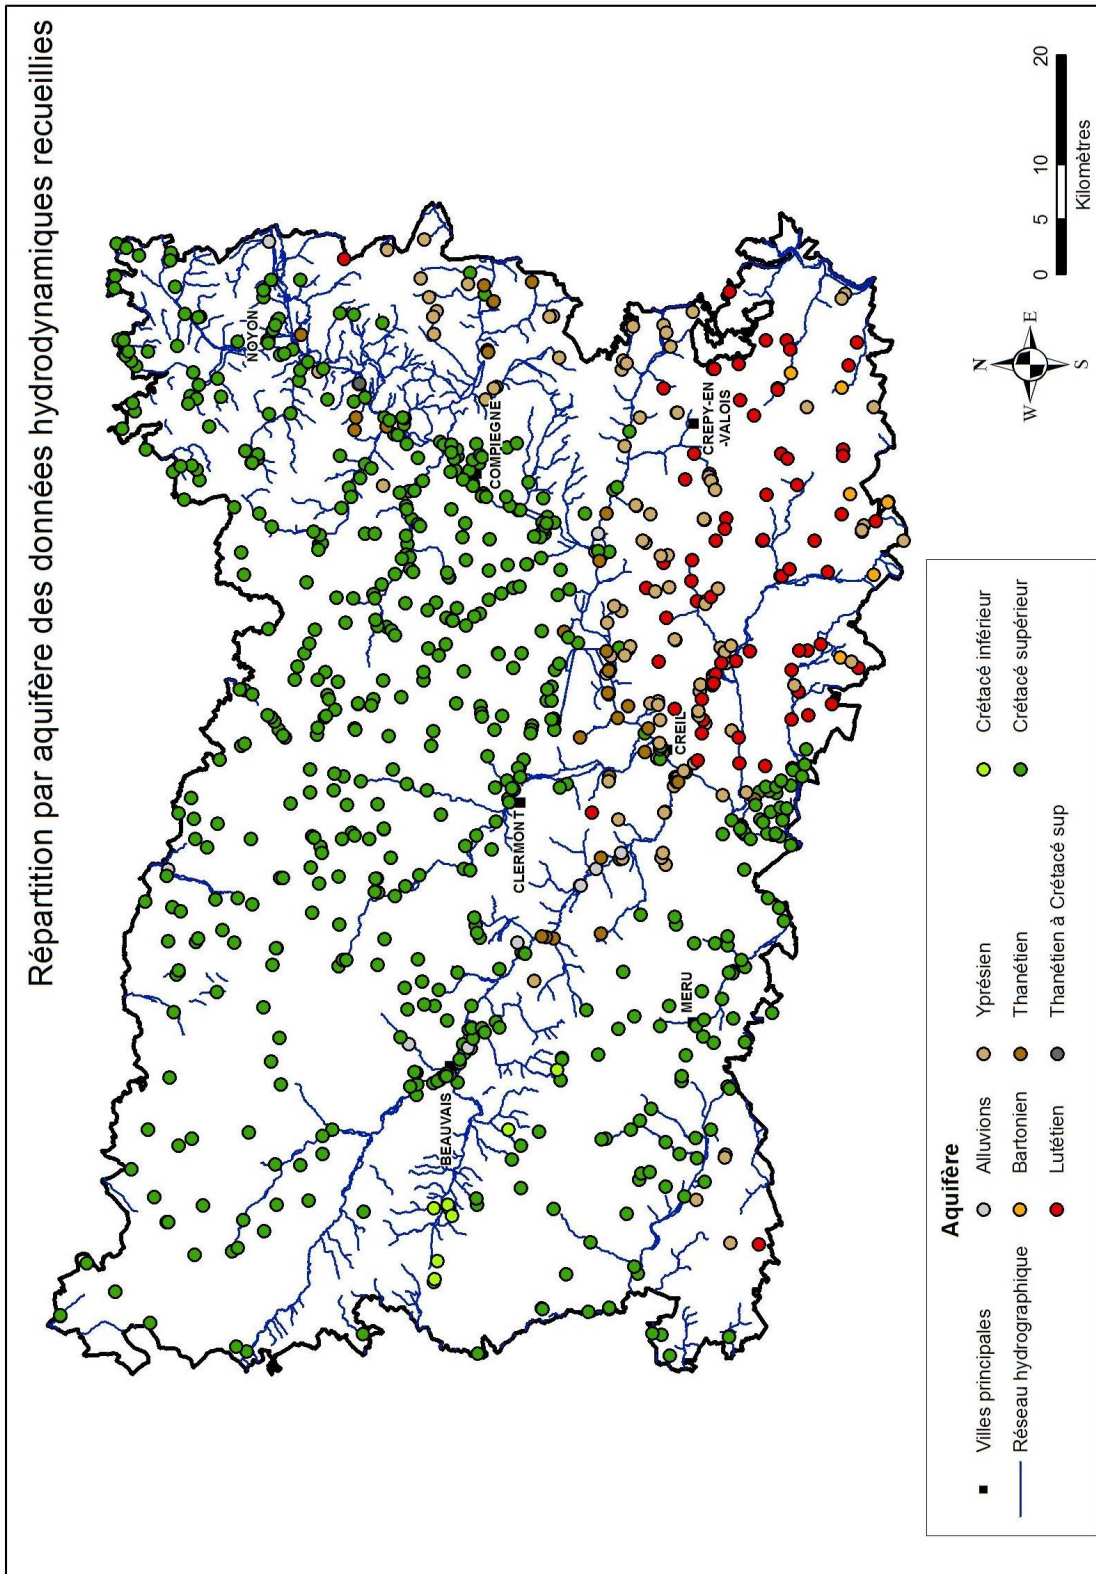 Répartition par aquifère des données hydrodynamiques recueillies
NOYON
COMPIEGNE
CREPY-EN
-VALOIS
CLERMONT
CREIL
BEAUVAIS
MERU
N
W
E
S
0
5
10
20
Kilomètres
Aquifère
Villes principales
Alluvions
Yprésien
Crétacé inférieur
Réseau hydrographique
Bartonien
Thanétien
Crétacé supérieur
Lutétien
Thanétien à Crétacé sup